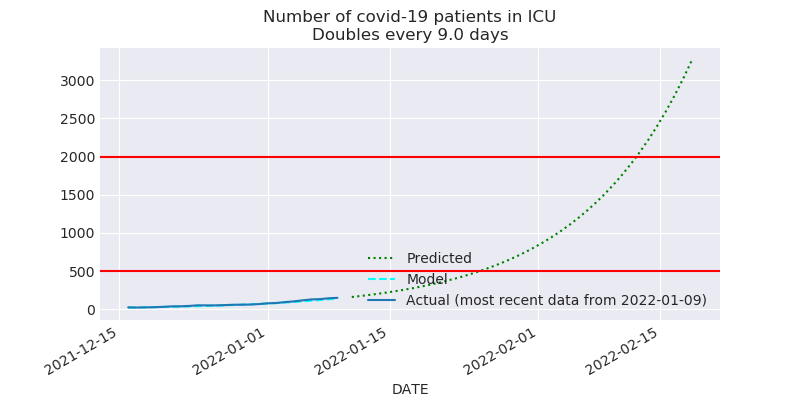 Number of covid-19 patients in ICU
Doubles every 9.0 days
3000
2500
2000
1500
1000
500
0
Predicted
Model
Actual (most recent data from 2022-01-09)
2021-12-15
2022-01-01
2022-01-15
2022-02-01
2022-02-15
DATE